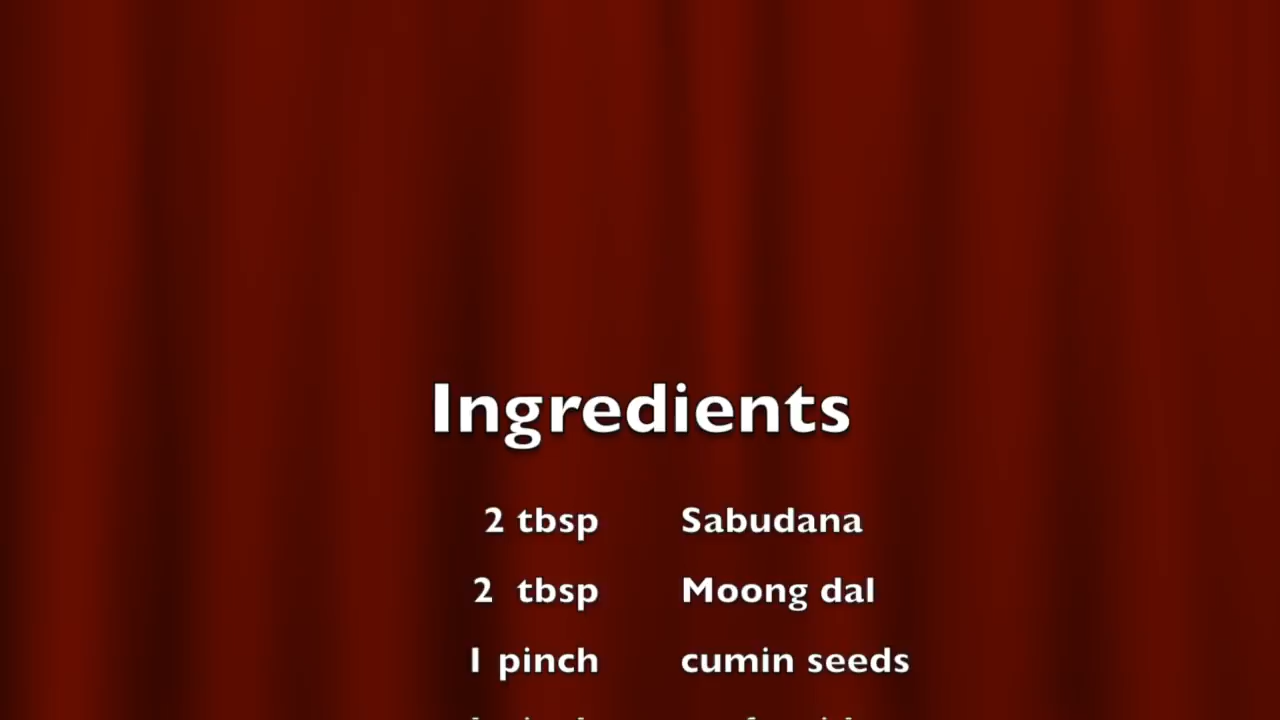 Ingredients
2 tbsp Sabudana
2 tbsp Moong dal
1 pinch cumin seeds